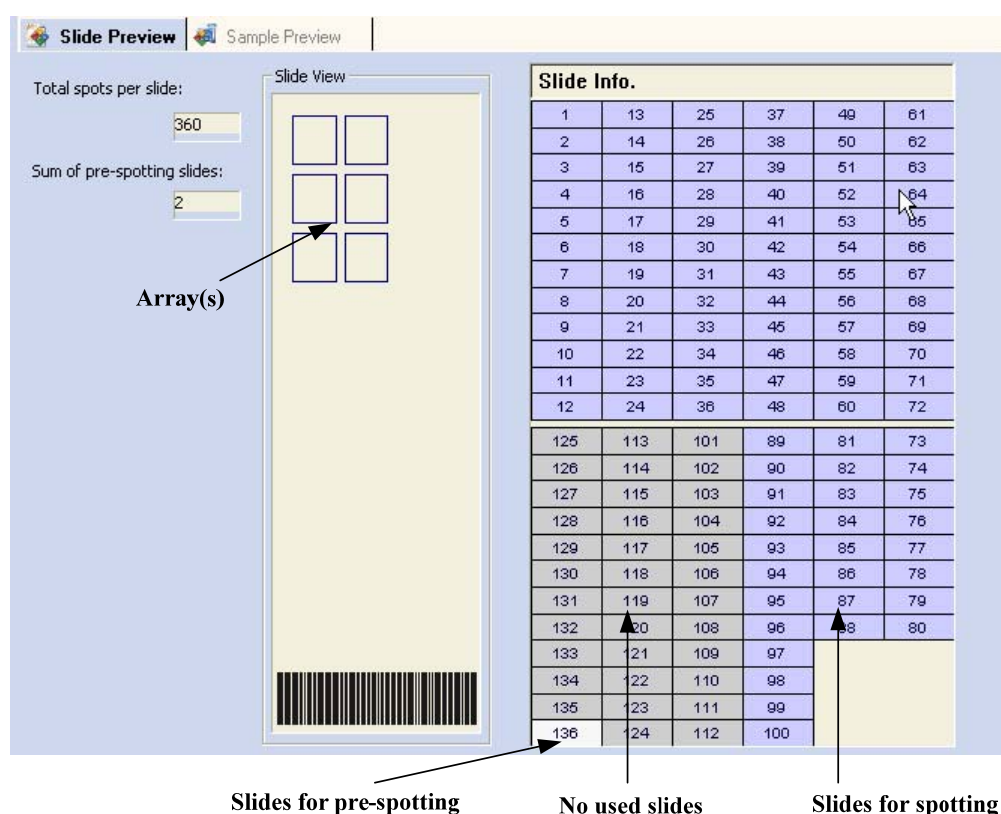 Slide Preview Sample Preview
Total spots per slide:
360
Sum of pre-spotting slides:
2
Slide View
Array(s)
Slide Info.
1 13 25 37 49 61
2 14 26 38 50 62
3 15 27 39 51 63
4 16 28 40 52 64
5 17 29 41 53 65
6 18 30 42 54 66
7 19 31 43 55 67
8 20 32 44 56 68
9 21 33 45 57 69
10 22 34 46 58 70
11 23 35 47 59 71
12 24 36 48 60 72
125 113 101 89 81 73
126 114 102 90 82 74
127 115 103 91 83 75
128 116 104 92 84 76
129 117 105 93 85 77
130 118 106 94 86 78
131 119 107 95 87 79
132 120 108 96 88 80
133 121 109 97
134 122 110 98
135 123 111 99
136 124 112 100
Slides for pre-spotting
No used slides
Slides for spotting